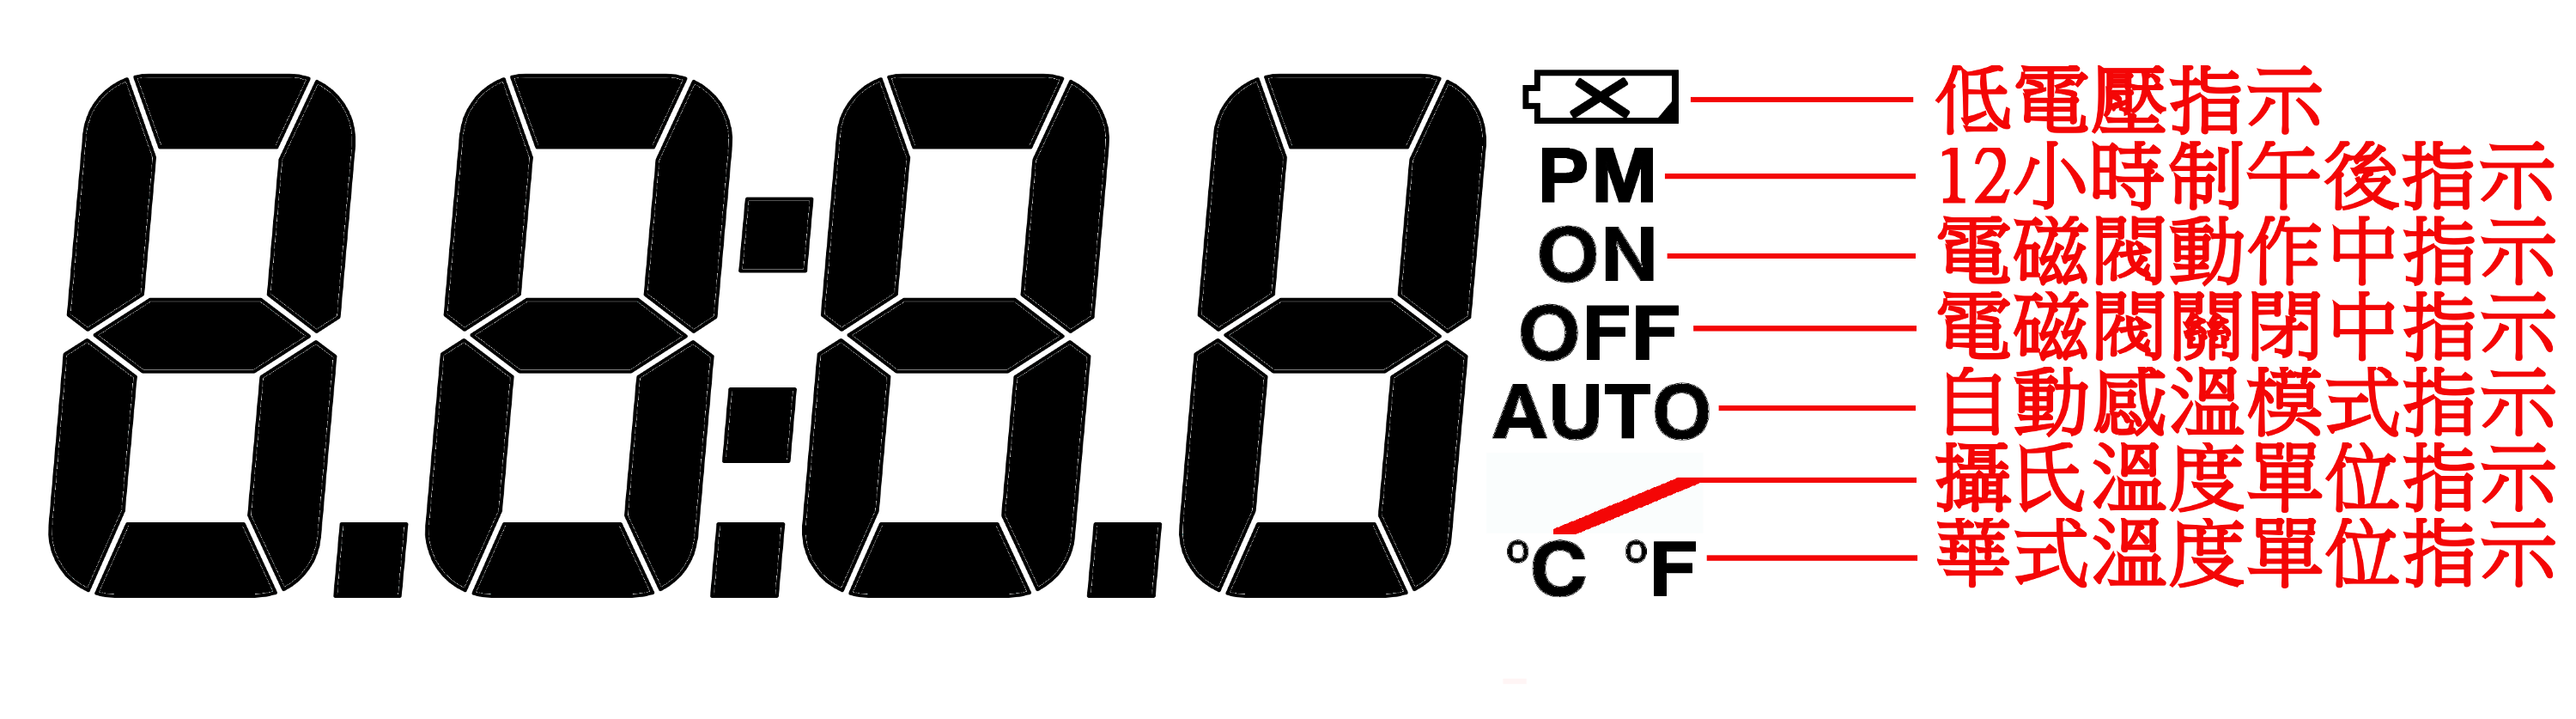 8.8:8.8
低電壓指示
PM 12小時制午後指示
ON 電磁閥動作中指示
OFF 電磁閥關閉中指示
AUTO 自動感溫模式指示
攝氏溫度單位指示
°C °F 華式溫度單位指示